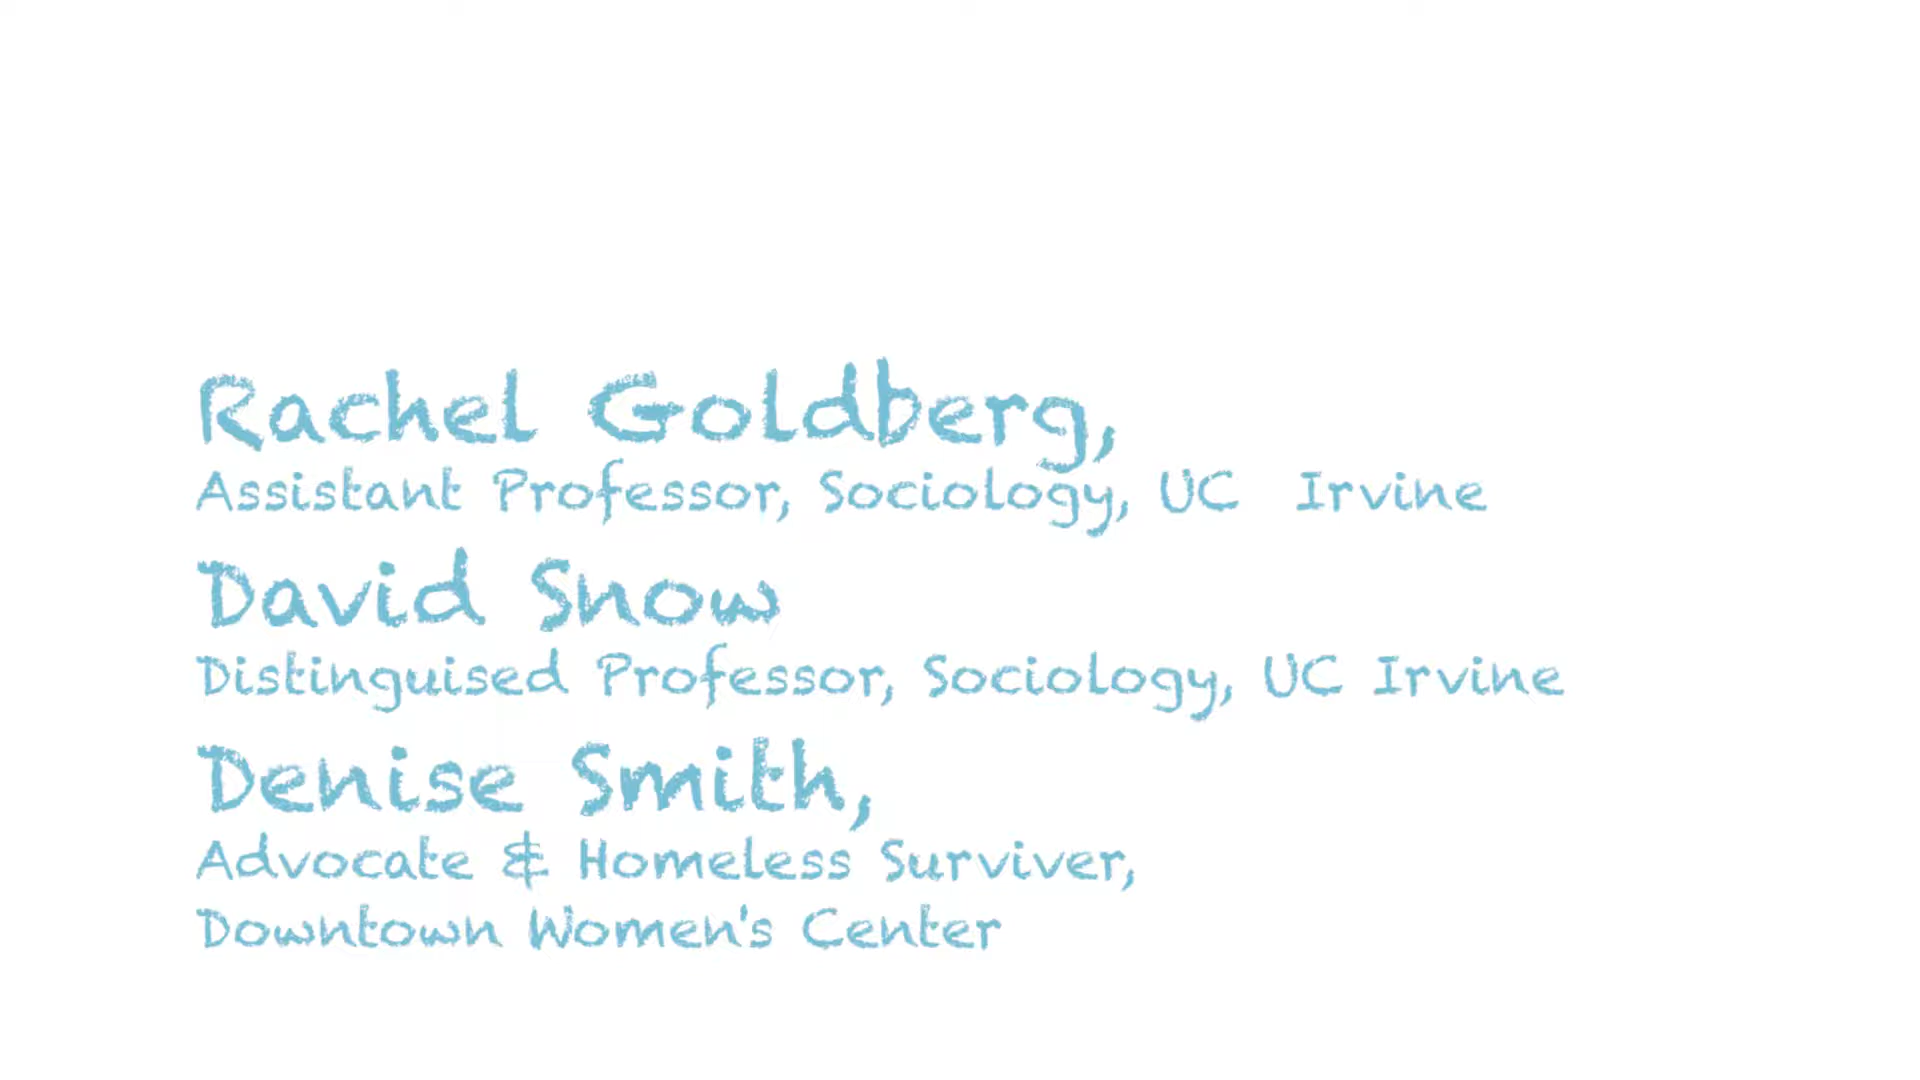 Rachel Goldberg,
Assistant Professor, Sociology, UC  Irvine
David Snow
Distinguised Professor, Sociology, UC Irvine
Denise Smith,
Advocate & Homeless Surviver,
Downtown Women's Center